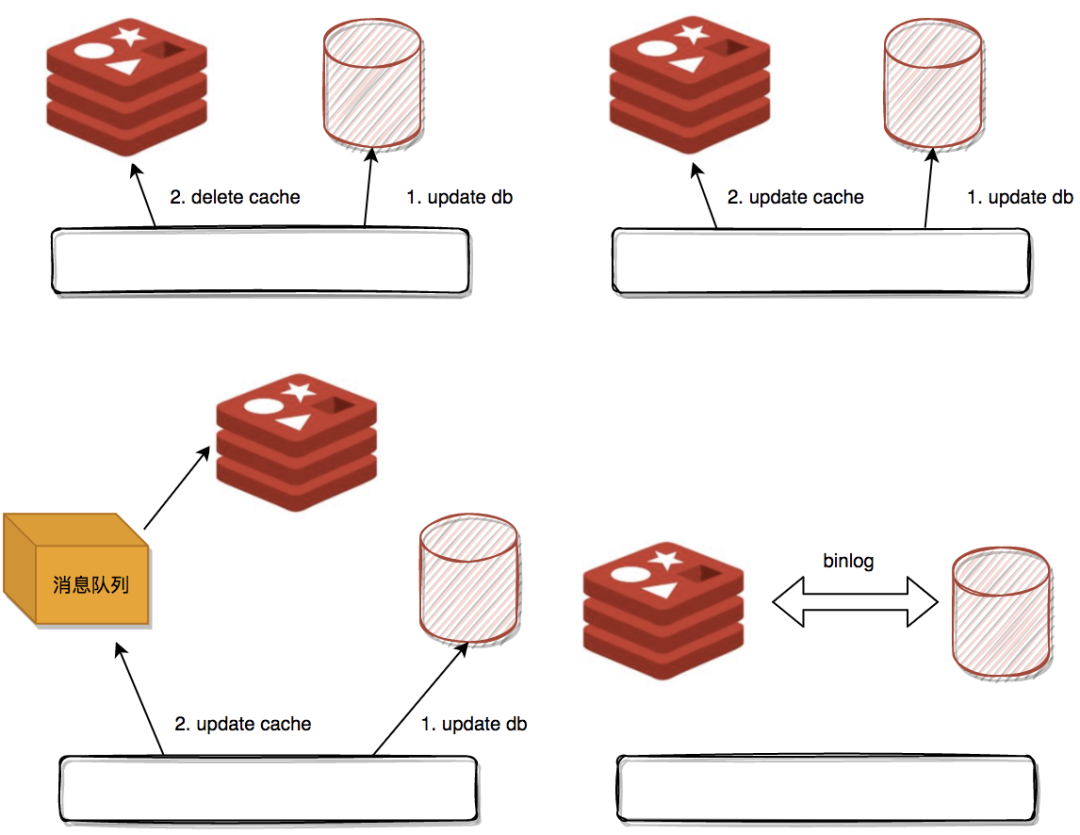 2. delete cache
1. update db
2. update cache
1. update db
消息队列
2. update cache
1. update db
binlog